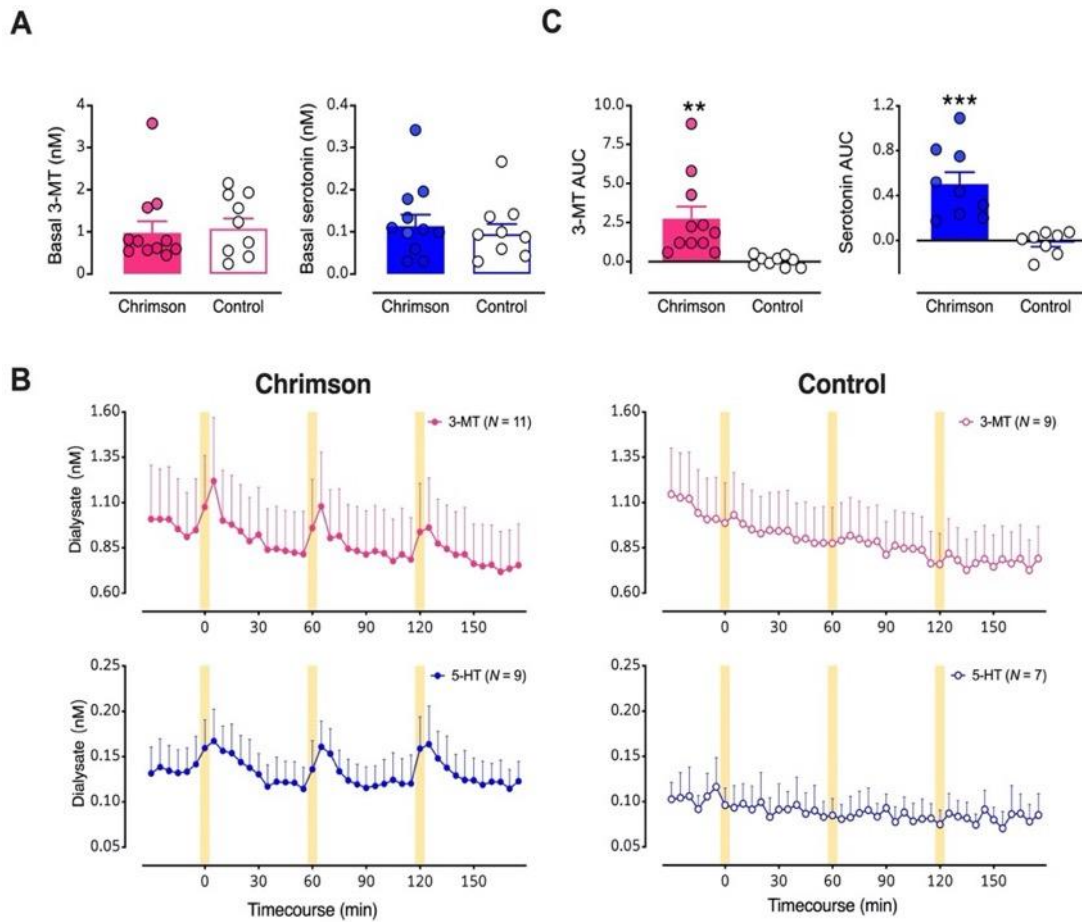 A
Basal 3-MT (nM)
4
3
2
1
0
Chrimson
Control
Basal serotonin (nM)
0.4
0.3
0.2
0.1
0.0
Chrimson
Control
C
3-MT AUC
10.0
7.5
5.0
2.5
0.0
**
Chrimson
Control
Serotonin AUC
1.2
0.8
0.4
0.0
***
Chrimson
Control
B
Chrimson
Dialysate (nM)
1.60
1.35
1.10
0.85
0.60
3-MT (N = 11)
0 30 60 90 120 150
Dialysate (nM)
0.25
0.20
0.15
0.10
0.05
5-HT (N = 9)
0 30 60 90 120 150
Timecourse (min)
Control
Dialysate (nM)
1.60
1.35
1.10
0.85
0.60
3-MT (N = 9)
0 30 60 90 120 150
Dialysate (nM)
0.25
0.20
0.15
0.10
0.05
5-HT (N = 7)
0 30 60 90 120 150
Timecourse (min)